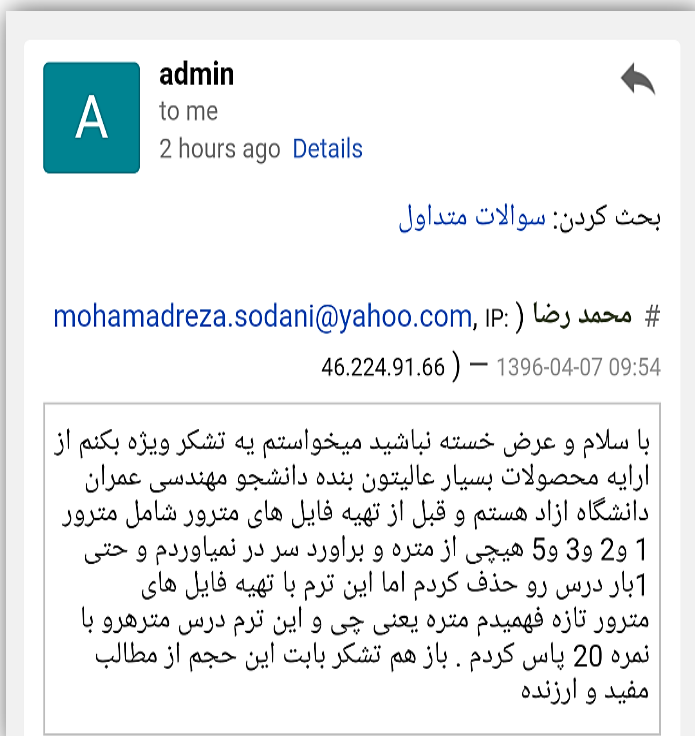 admin
to me
2 hours ago Details
بحث کردن: سوالات متداول
# محمد رضا ( mohamadreza.sodani@yahoo.com, IP:
46.224.91.66 ) — 1396-04-07 09:54
با سلام و عرض خسته نباشید میخواستم یه تشکر ویژه بکنم از
ارایه محصولات بسیار عالیتون بنده دانشجو مهندسی عمران
دانشگاه ازاد هستم و قبل از تهیه فایل های مترور شامل مترور
1 و2 و3 و5 هیچی از متره و براورد سر در نمیاوردم و حتی
1بار درس رو حذف کردم اما این ترم با تهیه فایل های
مترور تازه فهمیدم متره یعنی چی و این ترم درس مترهرو با
نمره 20 پاس کردم . باز هم تشکر بابت این حجم از مطالب
مفید و ارزنده
A